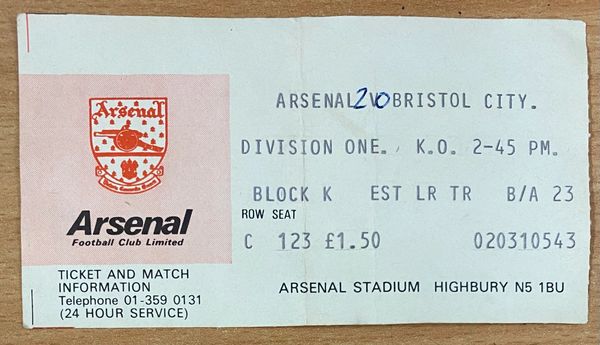 Arsenal
Arsenal
Football Club Limited
TICKET AND MATCH
INFORMATION
Telephone 01-359 0131
(24 HOUR SERVICE)
ARSENAL 2 V 0 BRISTOL CITY.
DIVISION ONE. K.O. 2-45 PM.
BLOCK K EST LR TR B/A 23
ROW SEAT
C 123 £1.50 020310543
ARSENAL STADIUM HIGHBURY N5 1BU